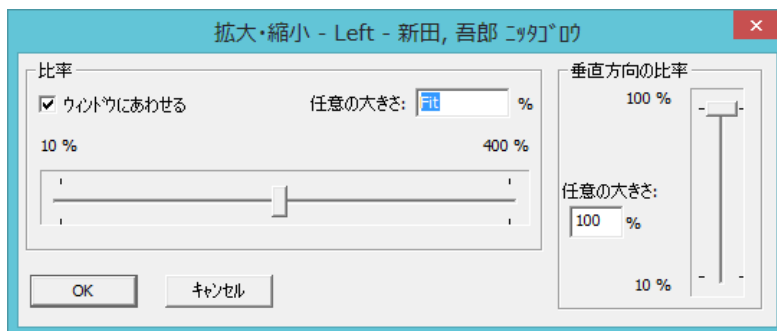 拡大・縮小 - Left - 新田, 吾郎 ﾆｯﾀｺﾞﾛｳ
比率
ウィンドウにあわせる
任意の大きさ: Fit %
10 %
400 %
垂直方向の比率
100 %
任意の大きさ:
100 %
10 %
OK
キャンセル